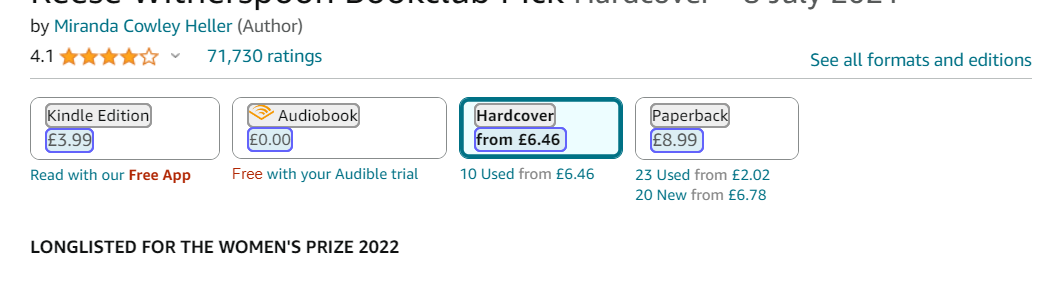 Reese Witherspoon Bookclub Pick Hardcover – 8 July 2021
by Miranda Cowley Heller (Author)
4.1 71,730 ratings
See all formats and editions
Kindle Edition
£3.99
Read with our Free App
Audiobook
£0.00
Free with your Audible trial
Hardcover
from £6.46
10 Used from £6.46
Paperback
£8.99
23 Used from £2.02
20 New from £6.78
LONGLISTED FOR THE WOMEN'S PRIZE 2022